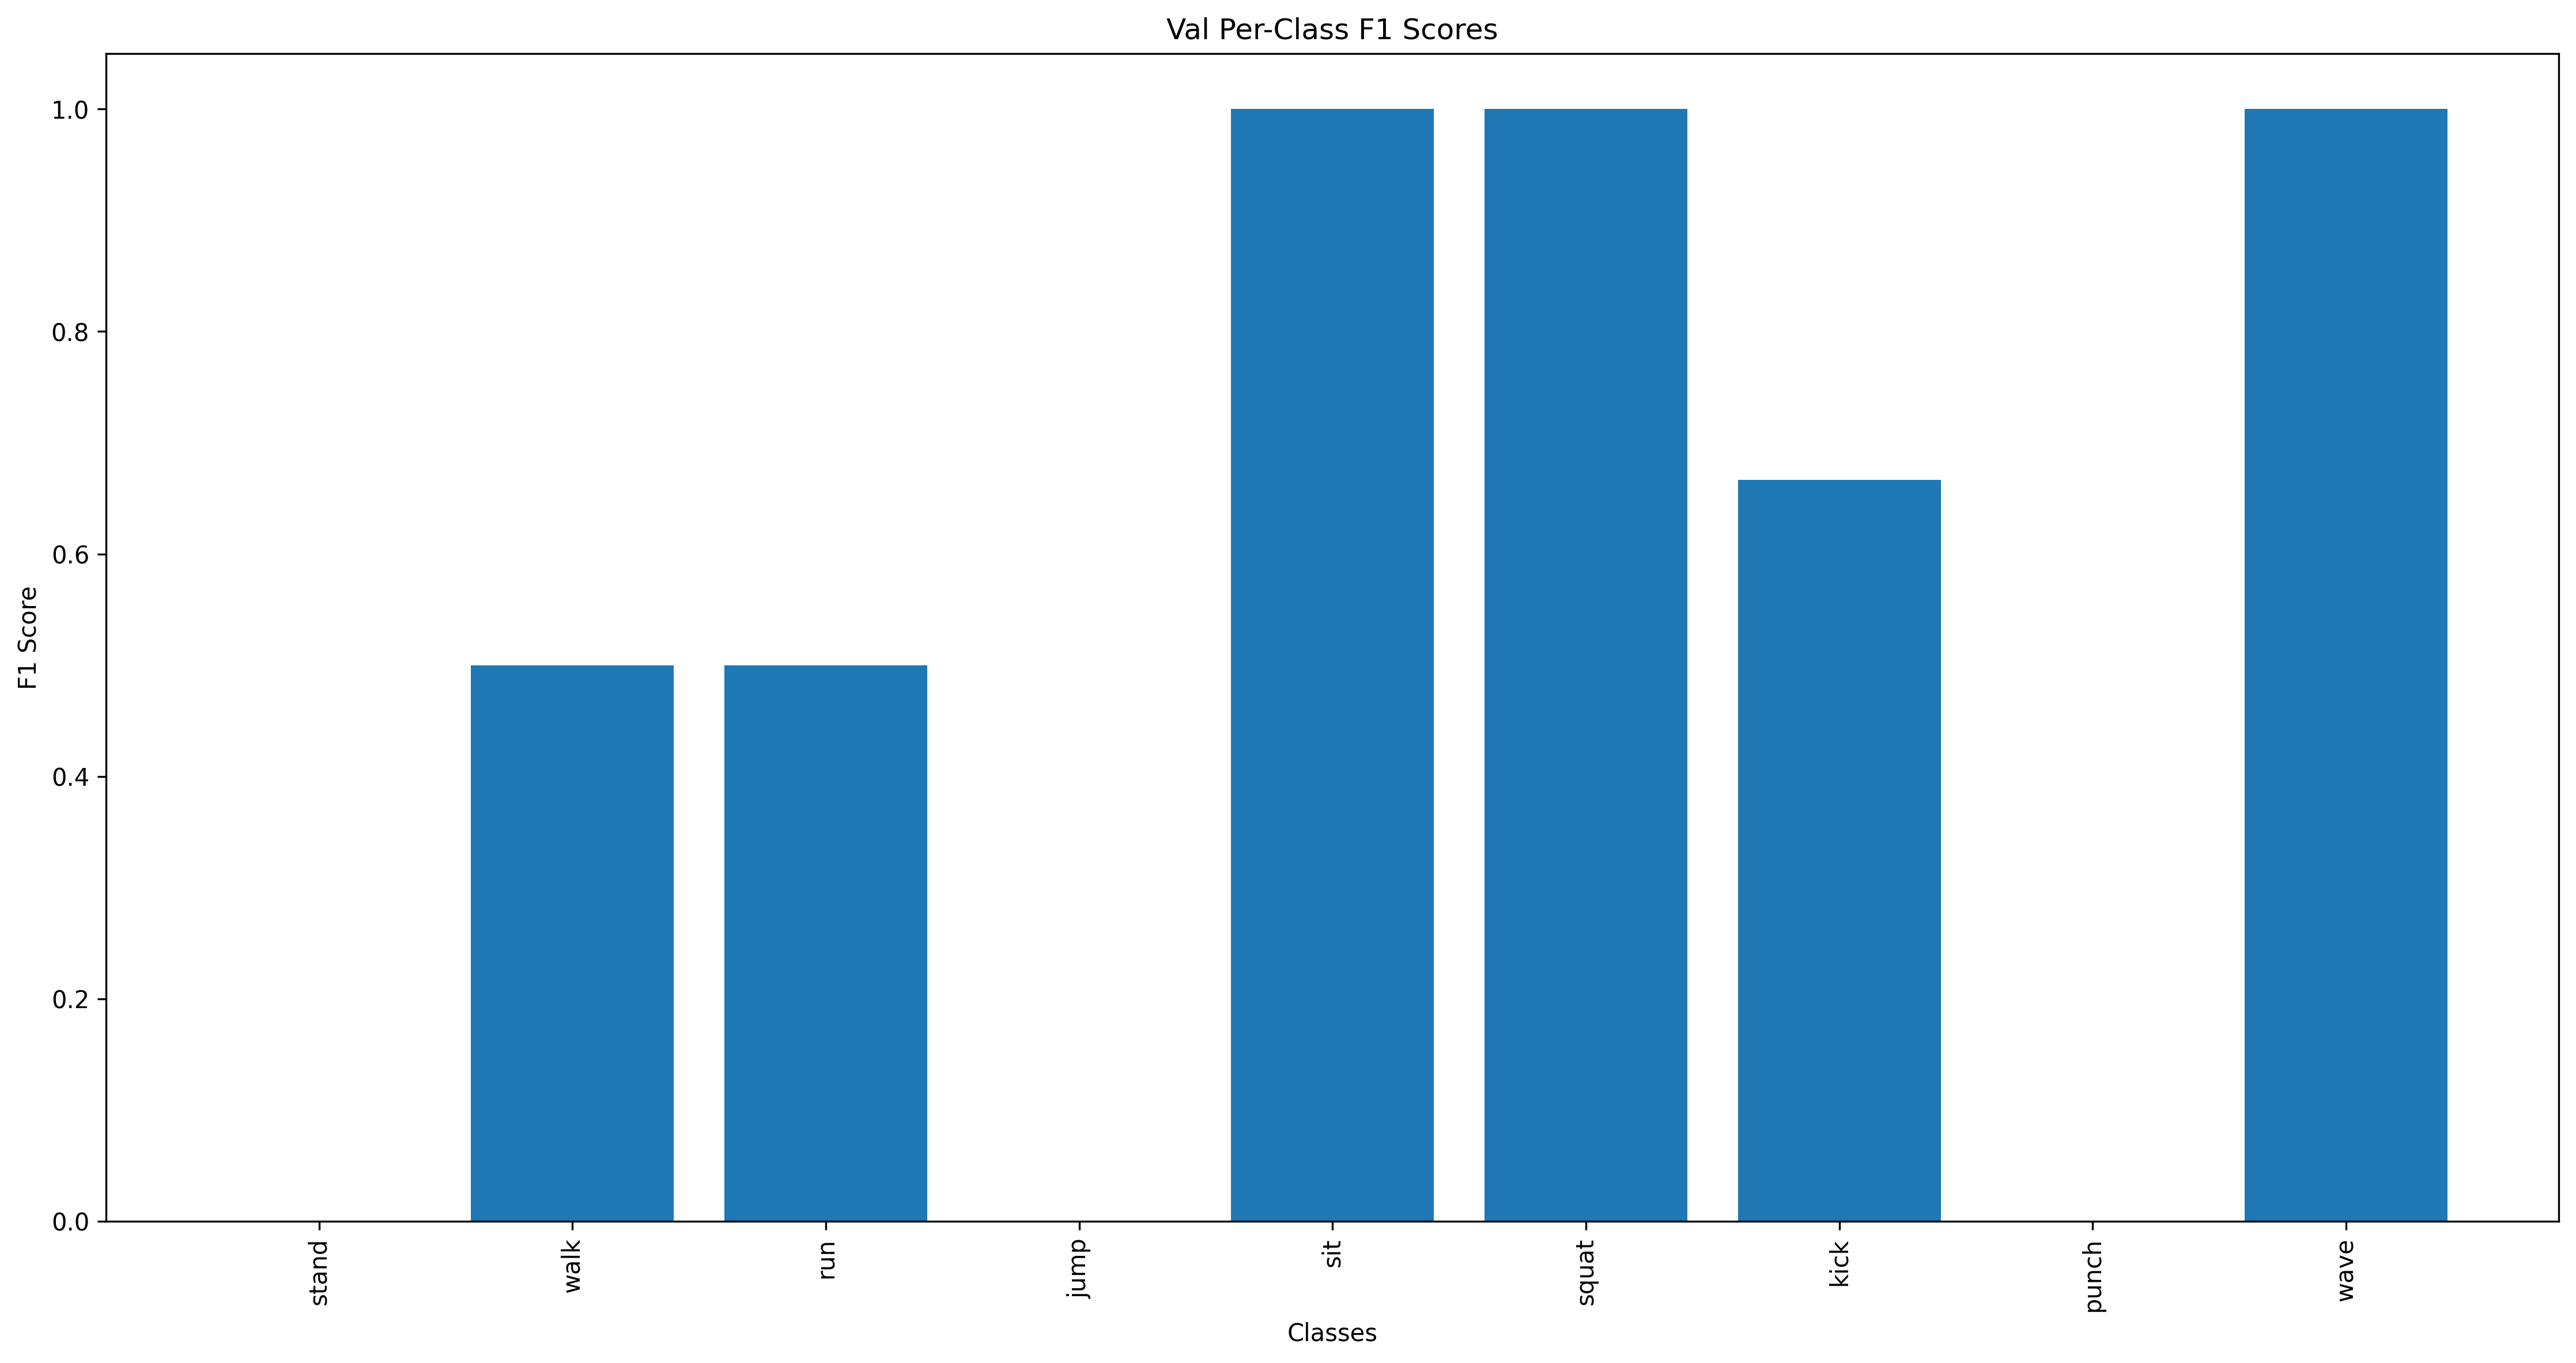 Val Per-Class F1 Scores
1.0
0.8
0.6
0.4
0.2
0.0
F1 Score
stand
walk
run
jump
sit
squat
kick
punch
wave
Classes